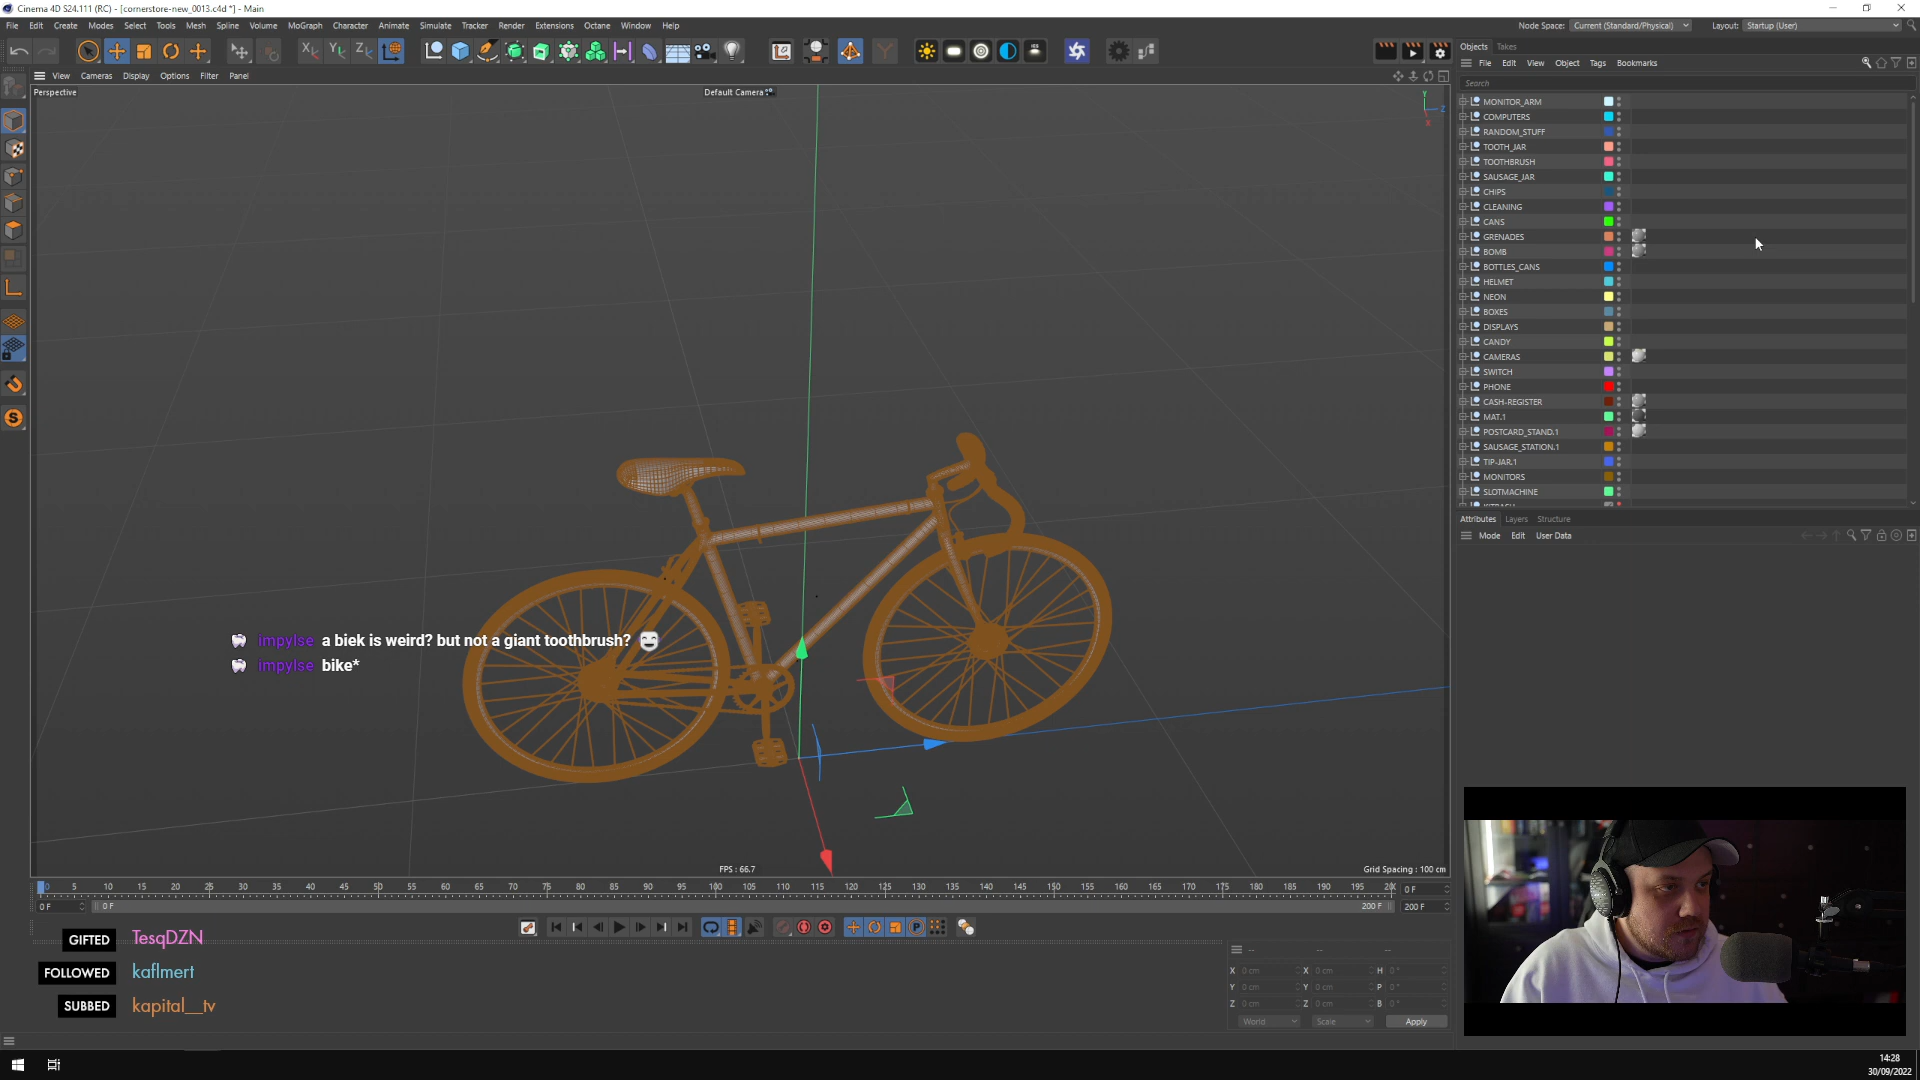 Cinema 4D S24.111 (RC) - [cornerstore-new_0013.c4d *] - Main
File Edit Create Modes Select Tools Mesh Spline Volume MoGraph Character Animate Simulate Tracker Render Extensions Octane Window Help
Node Space: Current (Standard/Physical) Layout: Startup (User)
View Cameras Display Options Filter Panel
Perspective
Default Camera
Y
Z
X
Objects Takes
File Edit View Object Tags Bookmarks
Search
MONITOR_ARM
COMPUTERS
RANDOM_STUFF
TOOTH_JAR
TOOTHBRUSH
SAUSAGE_JAR
CHIPS
CLEANING
CANS
GRENADES
BOMB
BOTTLES_CANS
HELMET
NEON
BOXES
DISPLAYS
CANDY
CAMERAS
SWITCH
PHONE
CASH-REGISTER
MAT.1
POSTCARD_STAND.1
SAUSAGE_STATION.1
TIP-JAR.1
MONITORS
SLOTMACHINE
Attributes Layers Structure
Mode Edit User Data
impylse a biek is weird? but not a giant toothbrush?
impylse bike*
FPS : 66.7
Grid Spacing : 100 cm
0 5 10 15 20 25 30 35 40 45 50 55 60 65 70 75 80 85 90 95 100 105 110 115 120 125 130 135 140 145 150 155 160 165 170 175 180 185 190 195 200 0 F
0 F 0 F 200 F 200 F
GIFTED TesqDZN
FOLLOWED kaflmert
SUBBED kapital__tv
-- -- --
X 0 cm X 0 cm H 0 °
Y 0 cm Y 0 cm P 0 °
Z 0 cm Z 0 cm B 0 °
World Scale Apply
14:28
30/09/2022